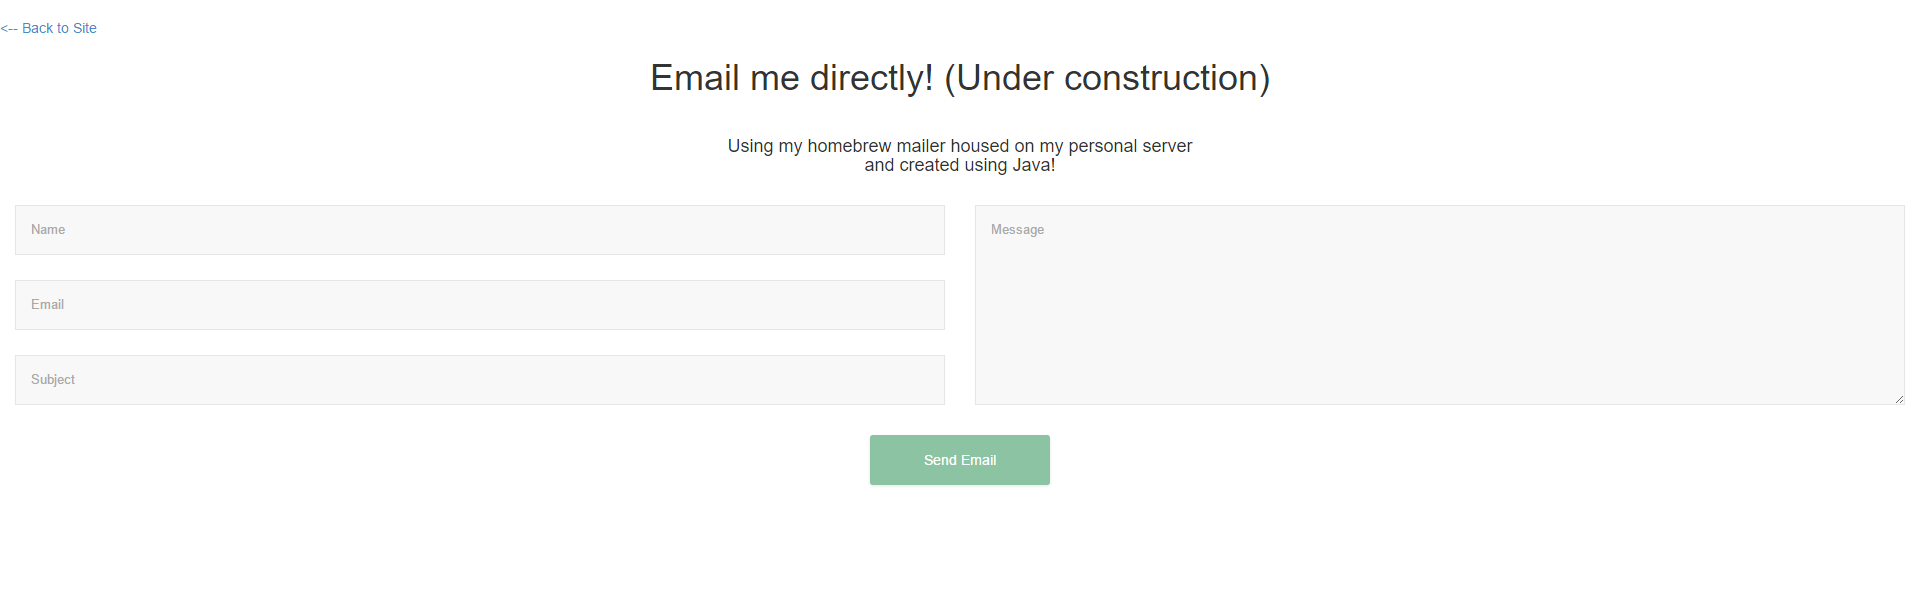 <-- Back to Site
Email me directly! (Under construction)
Using my homebrew mailer housed on my personal server
and created using Java!
Name
Email
Subject
Message
Send Email